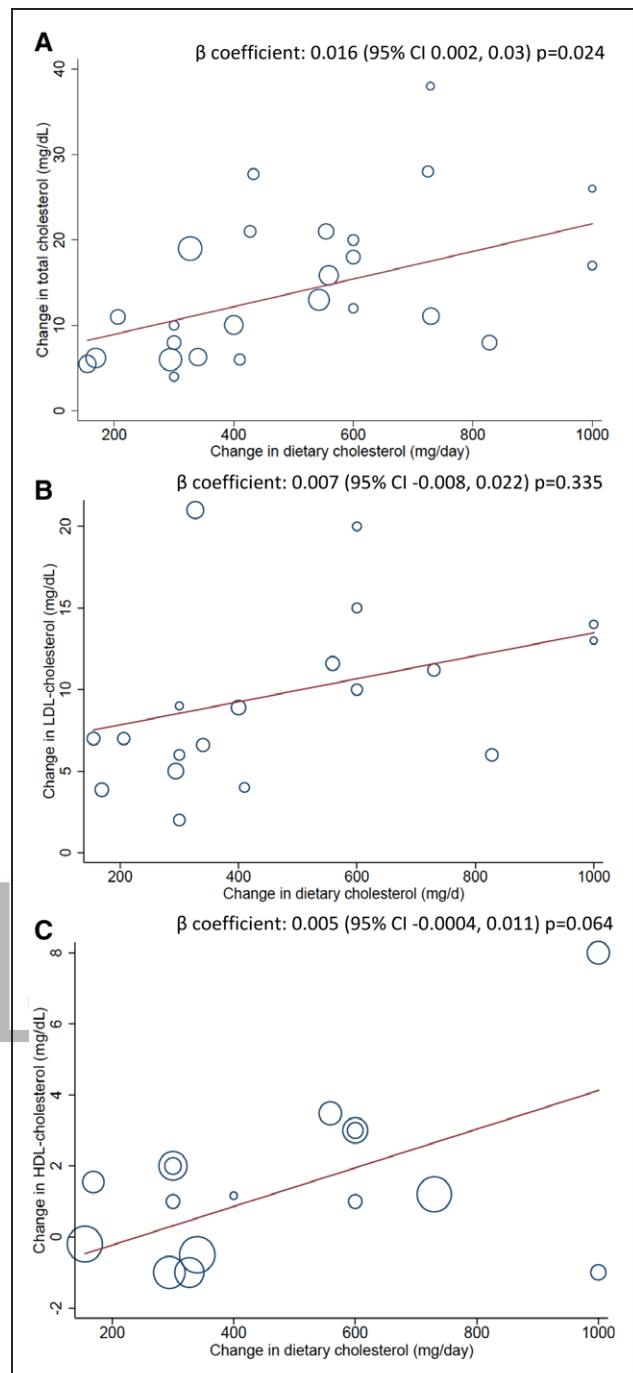 A
β coefficient: 0.016 (95% CI 0.002, 0.03) p=0.024
Change in total cholesterol (mg/dL)
40
30
20
10
0
200 400 600 800 1000
Change in dietary cholesterol (mg/day)
B
β coefficient: 0.007 (95% CI -0.008, 0.022) p=0.335
Change in LDL-cholesterol (mg/dL)
20
15
10
5
0
200 400 600 800 1000
Change in dietary cholesterol (mg/d)
C
β coefficient: 0.005 (95% CI -0.0004, 0.011) p=0.064
Change in HDL-cholesterol (mg/dL)
8
6
4
2
0
-2
200 400 600 800 1000
Change in dietary cholesterol (mg/day)